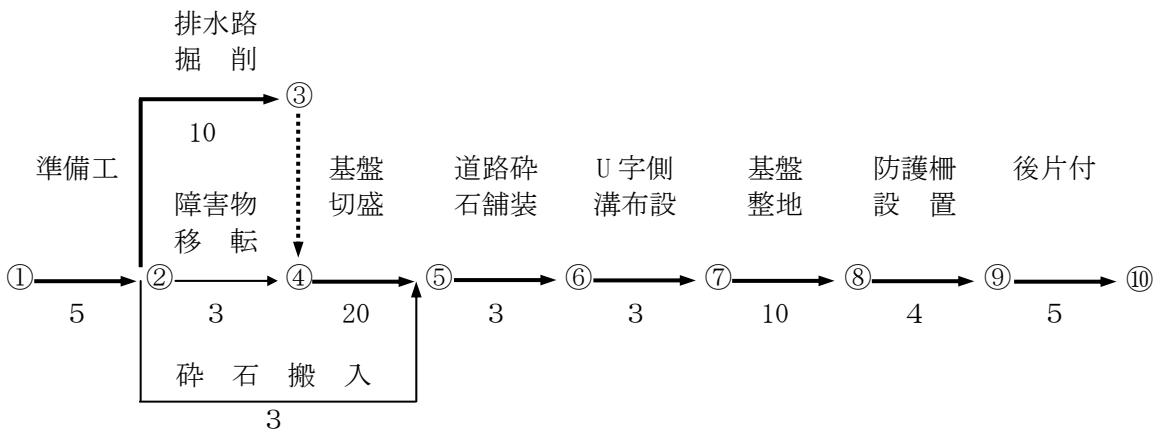 排水路
掘 削
③
10
準備工
障害物
移 転
基盤
切盛
道路砕
石舗装
U字側
溝布設
基盤
整地
防護柵
設 置
後片付
① ② ④ ⑤ ⑥ ⑦ ⑧ ⑨ ⑩
5 3 20 3 3 10 4 5
砕 石 搬 入
3